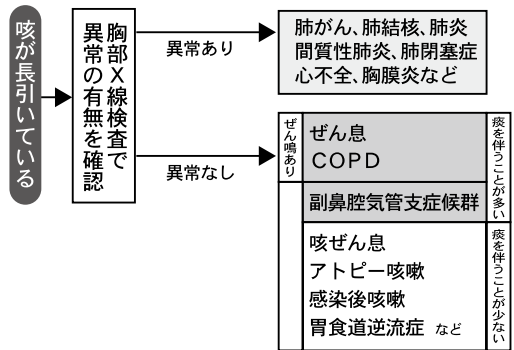 咳が長引いている
胸部X線検査で
異常の有無を確認
異常あり
肺がん、肺結核、肺炎
間質性肺炎、肺閉塞症
心不全、胸膜炎など
異常なし
ぜん鳴あり
ぜん息
COPD
副鼻腔気管支症候群
痰を伴うことが多い
咳ぜん息
アトピー咳嗽
感染後咳嗽
胃食道逆流症 など
痰を伴うことが少ない